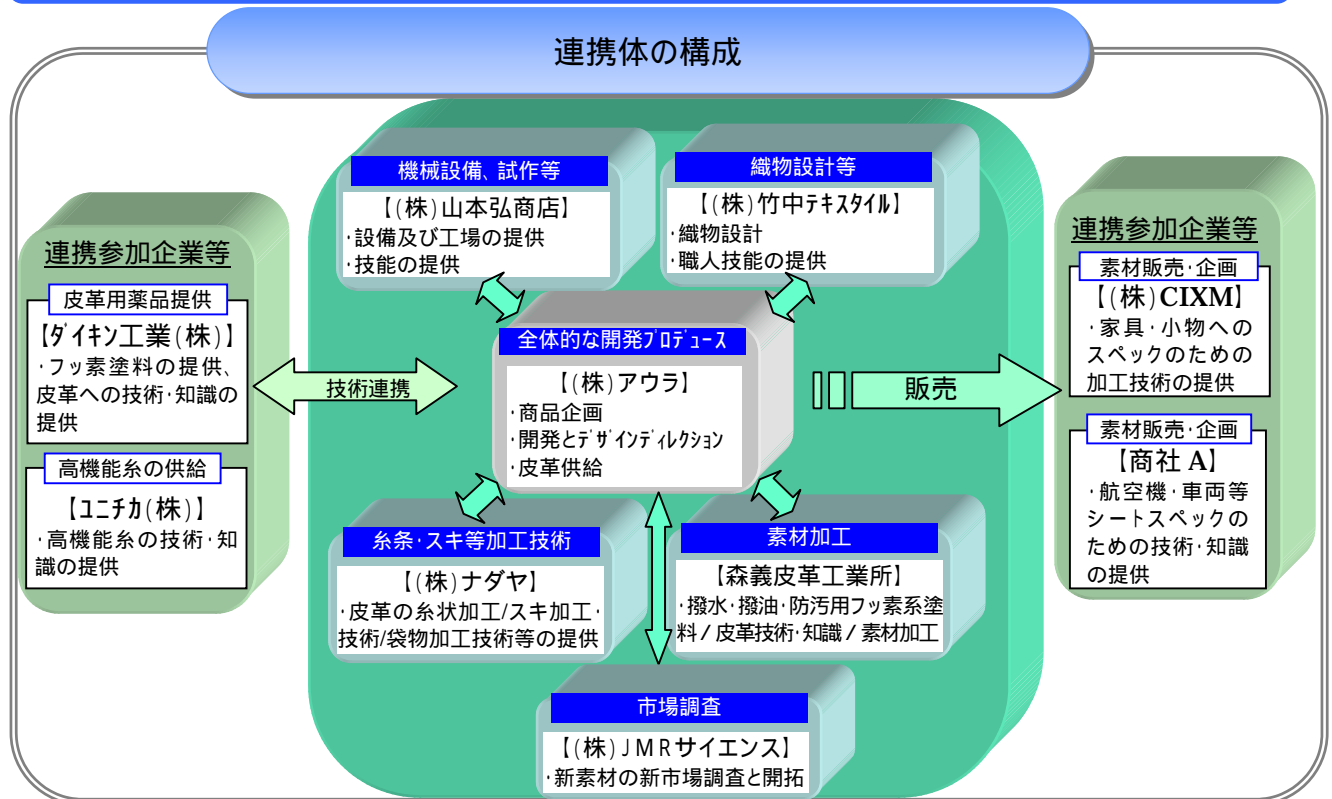 連携体の構成
機械設備、試作等
【(株)山本弘商店】
·設備及び工場の提供
·技能の提供
織物設計等
【(株)竹中ﾃｷｽﾀｲﾙ】
·織物設計
·職人技能の提供
連携参加企業等
皮革用薬品提供
【ﾀﾞｲｷﾝ工業(株)】
·フッ素塗料の提供、
皮革への技術·知識の
提供
高機能糸の供給
【ﾕﾆﾁｶ(株)】
·高機能糸の技術·知
識の提供
技術連携
全体的な開発ﾌﾟﾛﾃﾞｭｰｽ
【(株)アウラ】
·商品企画
·開発とﾃﾞｻﾞインﾃﾞｨレクション
·皮革供給
販売
連携参加企業等
素材販売·企画
【(株)CIXM】
·家具·小物への
スペックのための
加工技術の提供
素材販売·企画
【商社 A】
·航空機·車両等
シートスペックの
ための技術·知識
の提供
糸条·スキ等加工技術
【(株)ナダヤ】
·皮革の糸状加工/スキ加工·
技術/袋物加工技術等の提供
素材加工
【森義皮革工業所】
·撥水·撥油·防汚用フッ素系塗
料/皮革技術·知識/素材加工
市場調査
【(株)JMRサイエンス】
·新素材の新市場調査と開拓